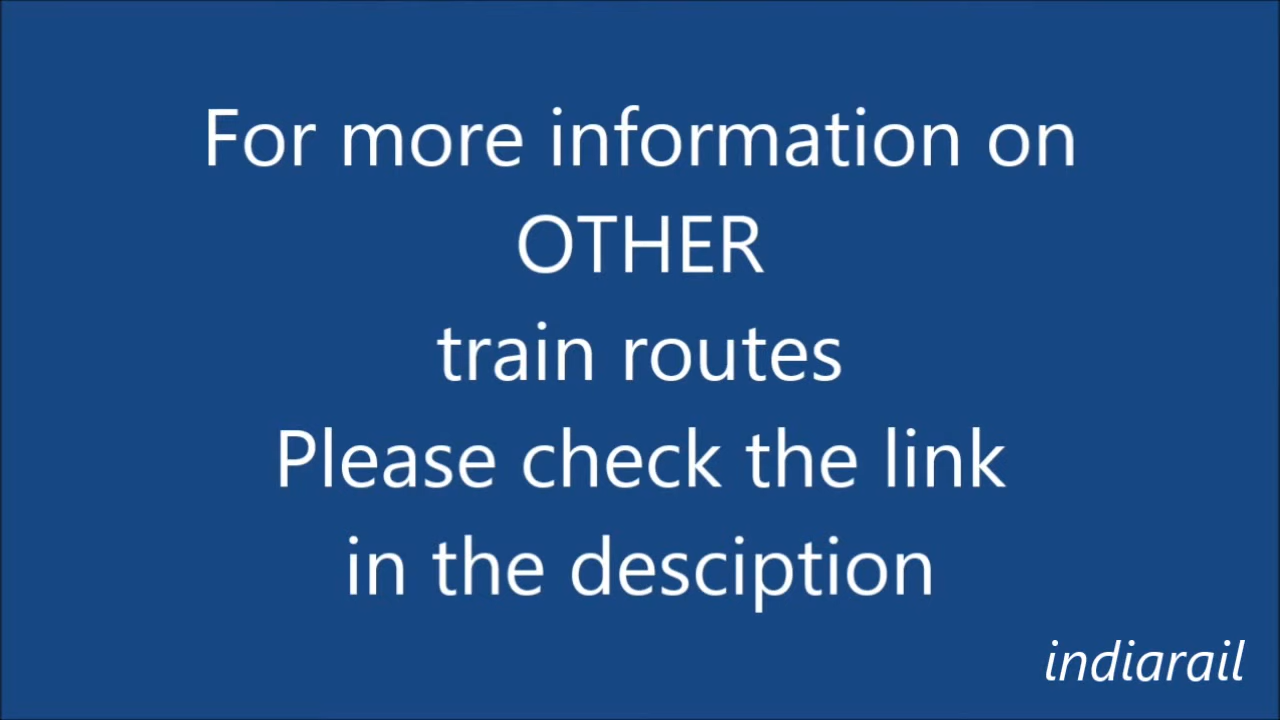 For more information on
OTHER
train routes
Please check the link
in the desciption
indiarail